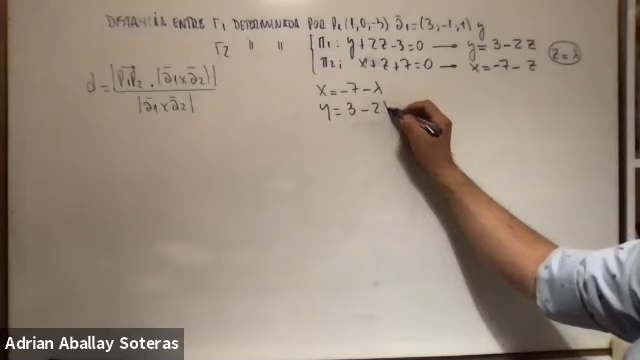 DISTANCIA ENTRE r1 DETERMINADA POR P1(1,0,-3) ā1=(3,-1,1) y
r2 " " { π1: y+2z-3=0 → y=3-2z
π2: x+z+7=0 → x=-7-z
z=λ
d = |P1P2 . (ā1xā2)| / |ā1xā2|
x=-7-λ
y=3-2λ
Adrian Aballay Soteras